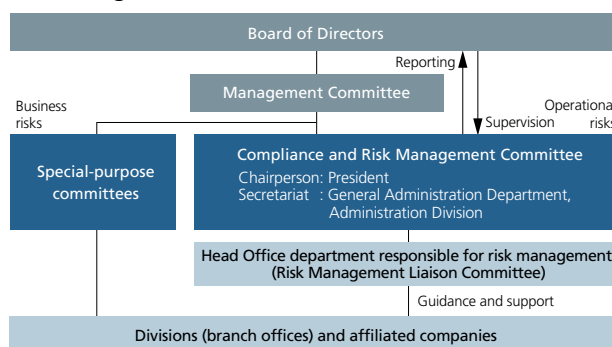 Board of Directors
Reporting
Management Committee
Business
risks
Operational
risks
Supervision
Special-purpose
committees
Compliance and Risk Management Committee
Chairperson: President
Secretariat : General Administration Department,
Administration Division
Head Office department responsible for risk management
(Risk Management Liaison Committee)
Guidance and support
Divisions (branch offices) and affiliated companies